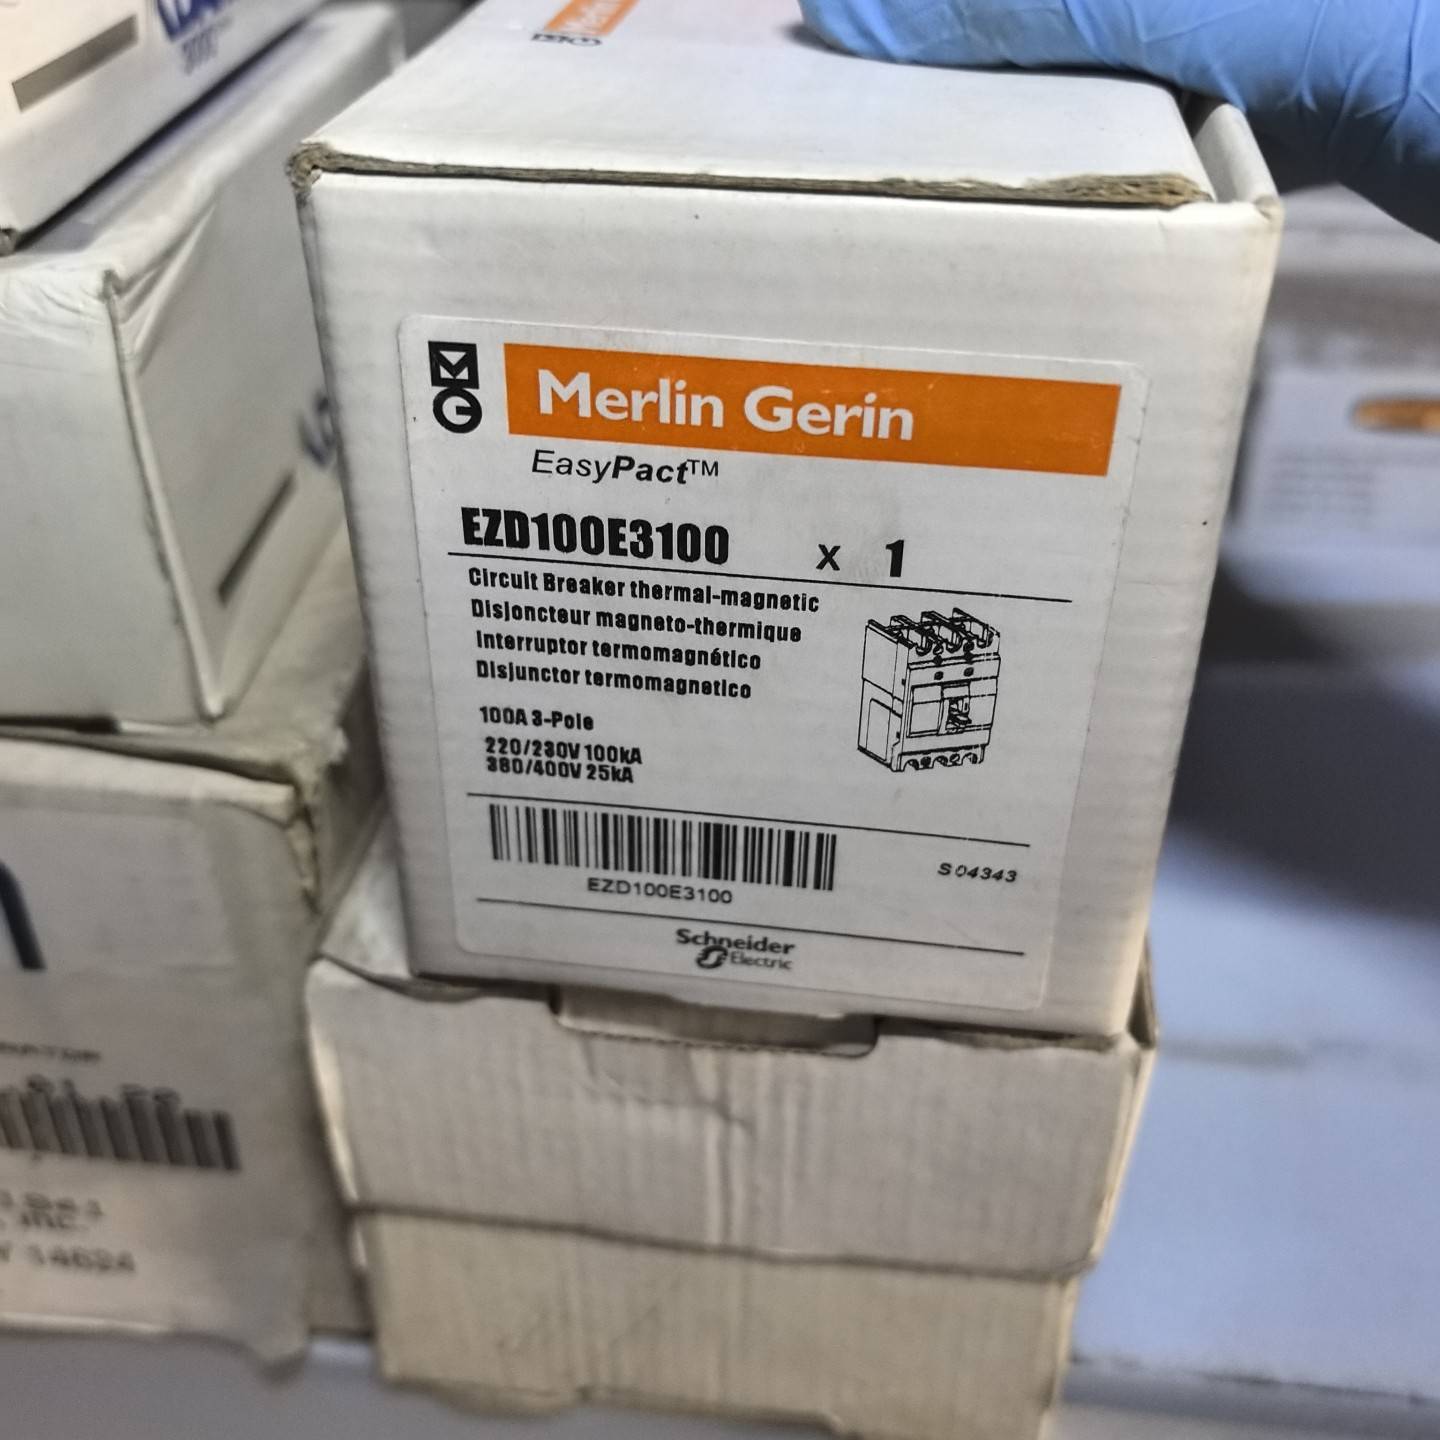 Merlin Gerin
EasyPact™
EZD100E3100 x 1
Circuit Breaker thermal-magnetic
Disjoncteur magneto-thermique
Interruptor termomagnético
Disjunctor termomagnetico
100A 3-Pole
220/230V 100kA
380/400V 25kA
EZD100E3100
S 04343
Schneider
Electric